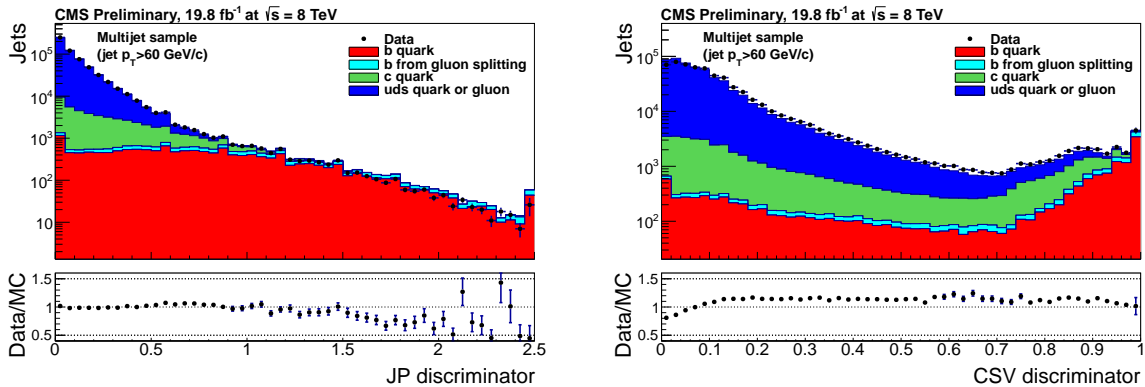 CMS Preliminary, 19.8 fb⁻¹ at √s = 8 TeV
Jets
Multijet sample
(jet p_T>60 GeV/c)
Data
b quark
b from gluon splitting
c quark
uds quark or gluon
10⁵
10⁴
10³
10²
10
Data/MC
1.5
1
0.5
0 0.5 1 1.5 2 2.5
JP discriminator
CMS Preliminary, 19.8 fb⁻¹ at √s = 8 TeV
Jets
Multijet sample
(jet p_T>60 GeV/c)
Data
b quark
b from gluon splitting
c quark
uds quark or gluon
10⁵
10⁴
10³
10²
Data/MC
1.5
1
0.5
0 0.1 0.2 0.3 0.4 0.5 0.6 0.7 0.8 0.9 1
CSV discriminator